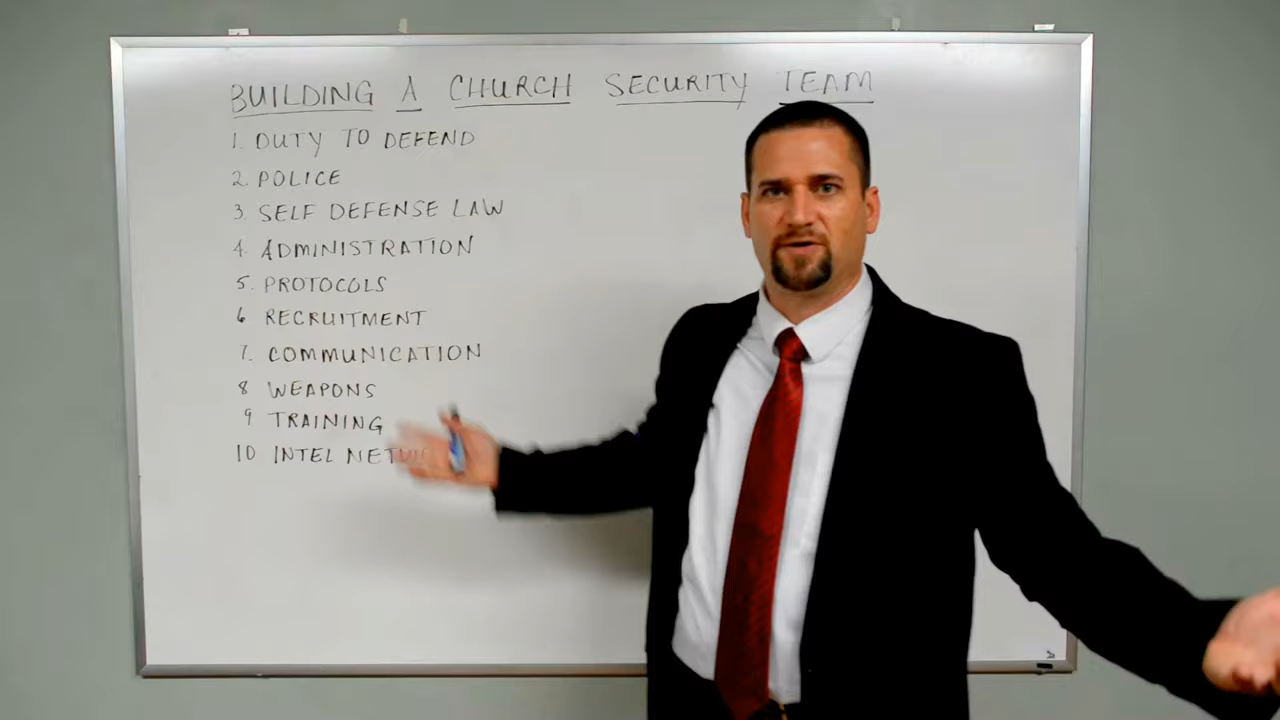 BUILDING A CHURCH SECURITY TEAM
1. DUTY TO DEFEND
2. POLICE
3. SELF DEFENSE LAW
4. ADMINISTRATION
5. PROTOCOLS
6 RECRUITMENT
7. COMMUNICATION
8 WEAPONS
9 TRAINING
10 INTEL